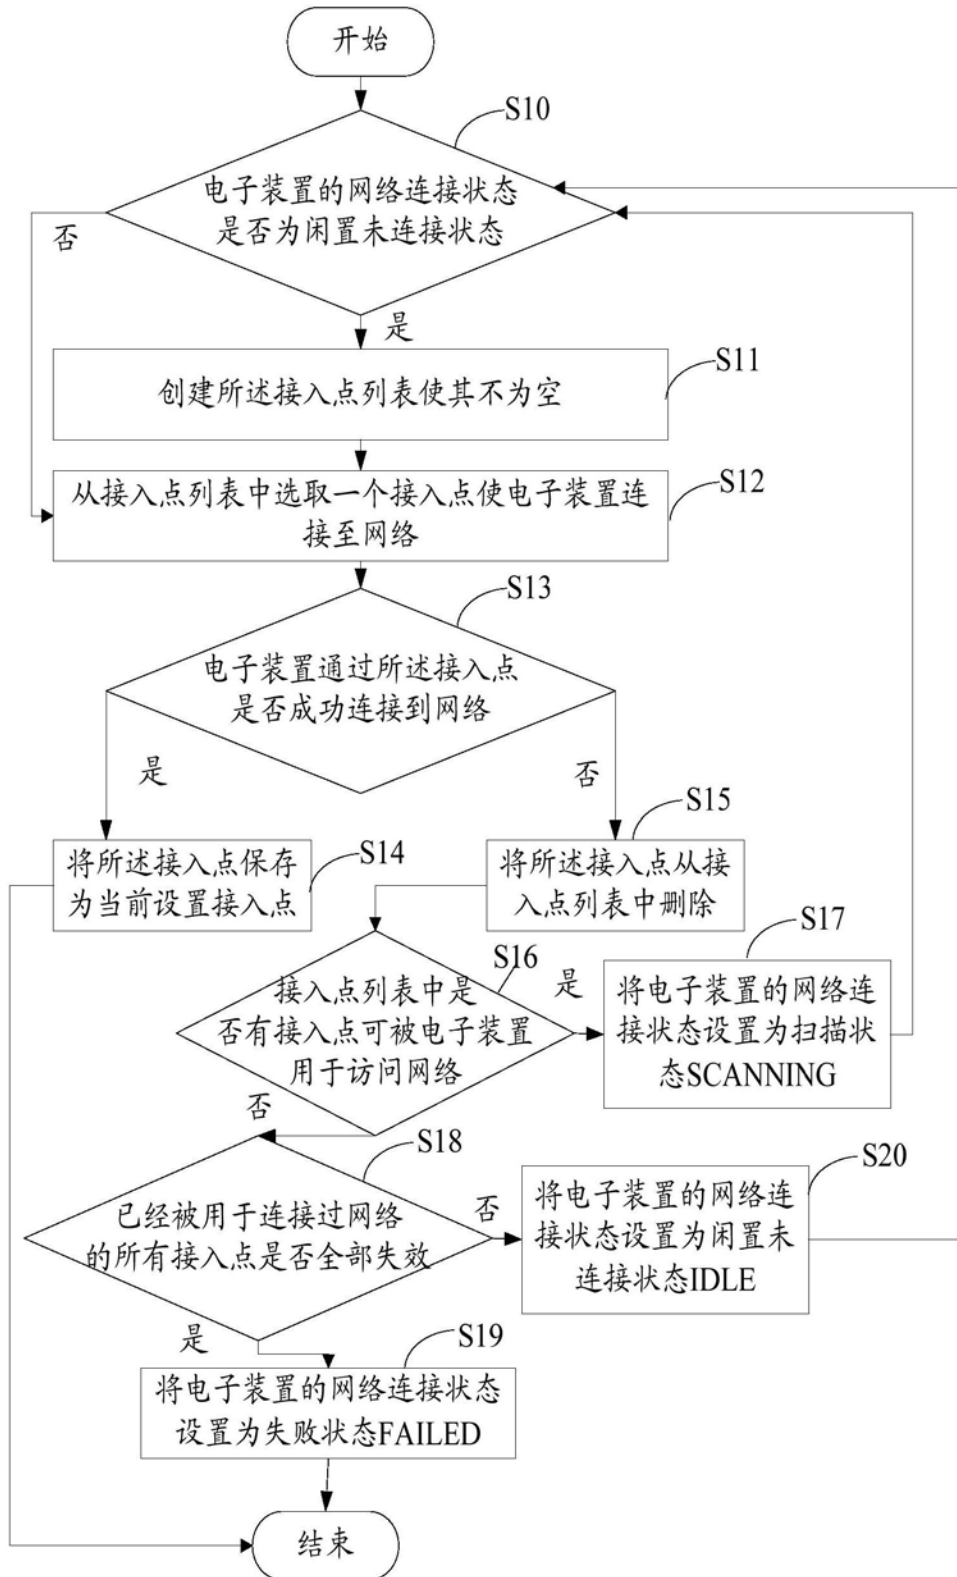 开始
S10
电子装置的网络连接状态
是否为闲置未连接状态
否
是
S11
创建所述接入点列表使其不为空
S12
从接入点列表中选取一个接入点使电子装置连
接至网络
S13
电子装置通过所述接入点
是否成功连接到网络
是
否
S14
将所述接入点保存
为当前设置接入点
S15
将所述接入点从接
入点列表中删除
S16
接入点列表中是
否有接入点可被电子装置
用于访问网络
是
S17
将电子装置的网络连
接状态设置为扫描状
态SCANNING
否
S18
已经被用于连接过网络
的所有接入点是否全部失效
否
S20
将电子装置的网络连
接状态设置为闲置未
连接状态IDLE
是
S19
将电子装置的网络连接状态
设置为失败状态FAILED
结束